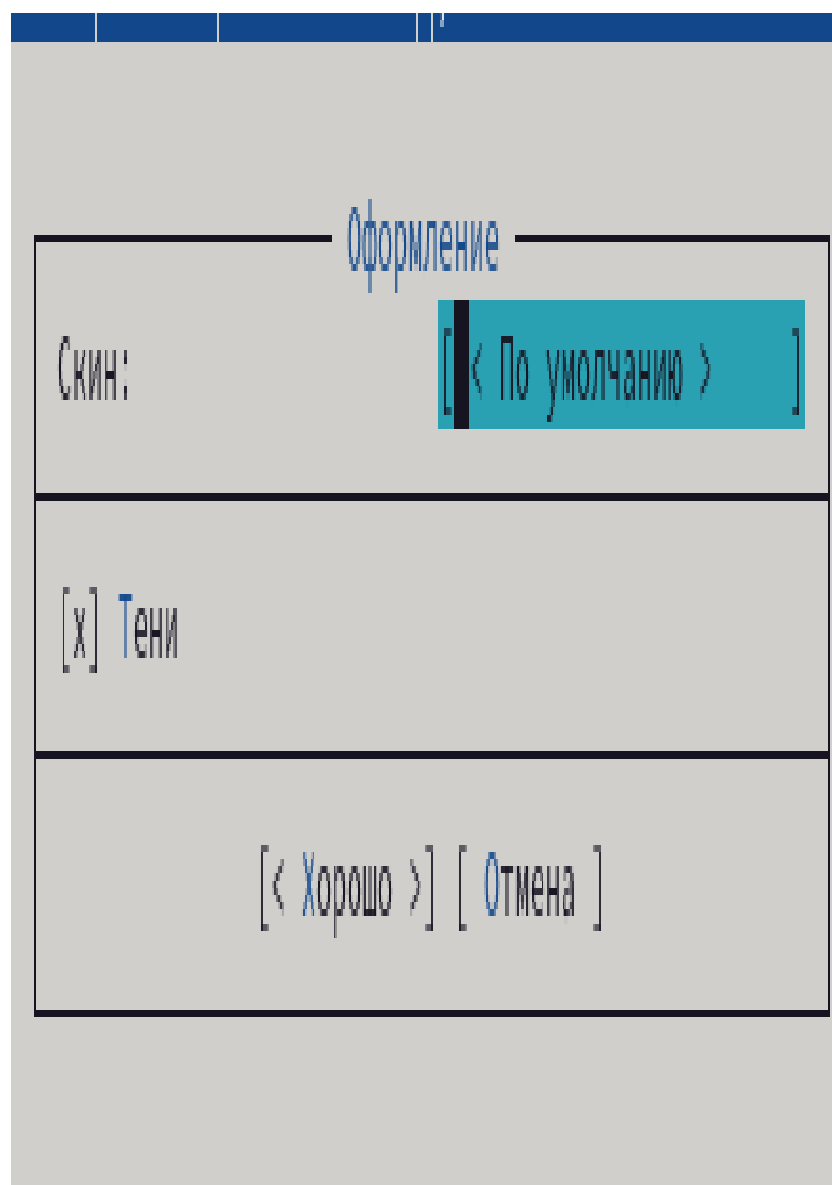 Оформление
Скин: [< По умолчанию > ]
[x] Тени
[< Хорошо >] [ Отмена ]